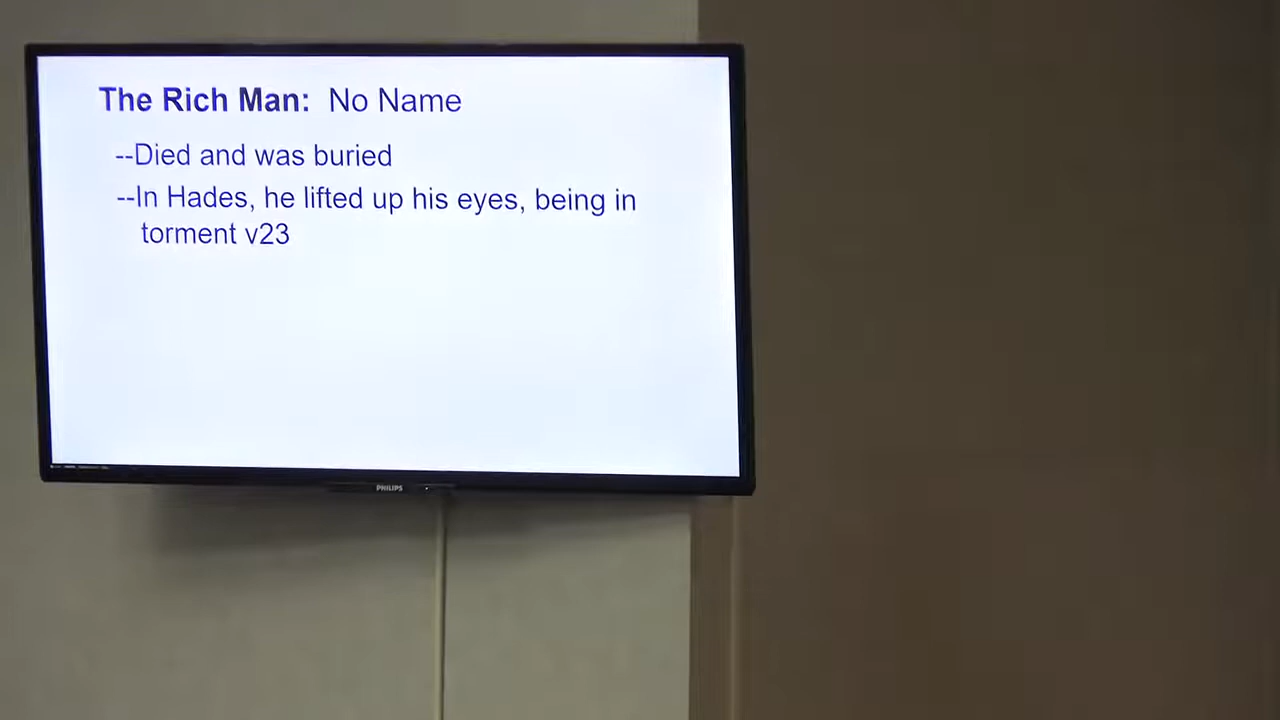 The Rich Man: No Name
--Died and was buried
--In Hades, he lifted up his eyes, being in
torment v23
PHILIPS